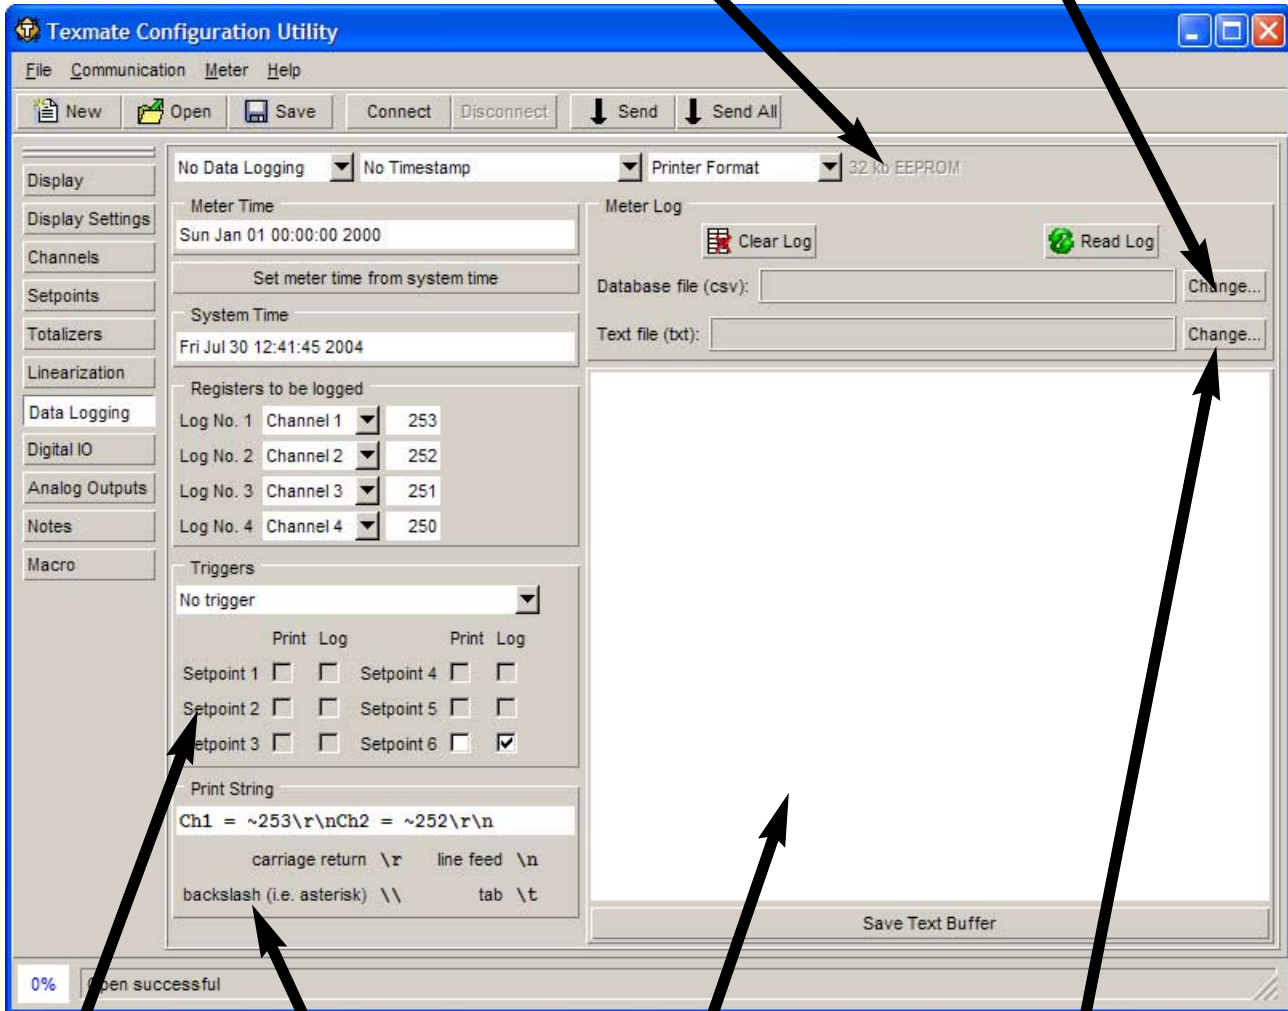 Texmate Configuration Utility
File Communication Meter Help
New Open Save Connect Disconnect Send Send All
Display
Display Settings
Channels
Setpoints
Totalizers
Linearization
Data Logging
Digital IO
Analog Outputs
Notes
Macro
No Data Logging No Timestamp Printer Format 32 kb EEPROM
Meter Time
Sun Jan 01 00:00:00 2000
Set meter time from system time
System Time
Fri Jul 30 12:41:45 2004
Registers to be logged
Log No. 1 Channel 1 253
Log No. 2 Channel 2 252
Log No. 3 Channel 3 251
Log No. 4 Channel 4 250
Triggers
No trigger
Print Log Print Log
Setpoint 1 Setpoint 4
Setpoint 2 Setpoint 5
Setpoint 3 Setpoint 6
Print String
Ch1 = ~253\r\nCh2 = ~252\r\n
carriage return \r line feed \n
backslash (i.e. asterisk) \\ tab \t
Meter Log
Clear Log Read Log
Database file (csv): Change...
Text file (txt): Change...
Save Text Buffer
0% Open successful